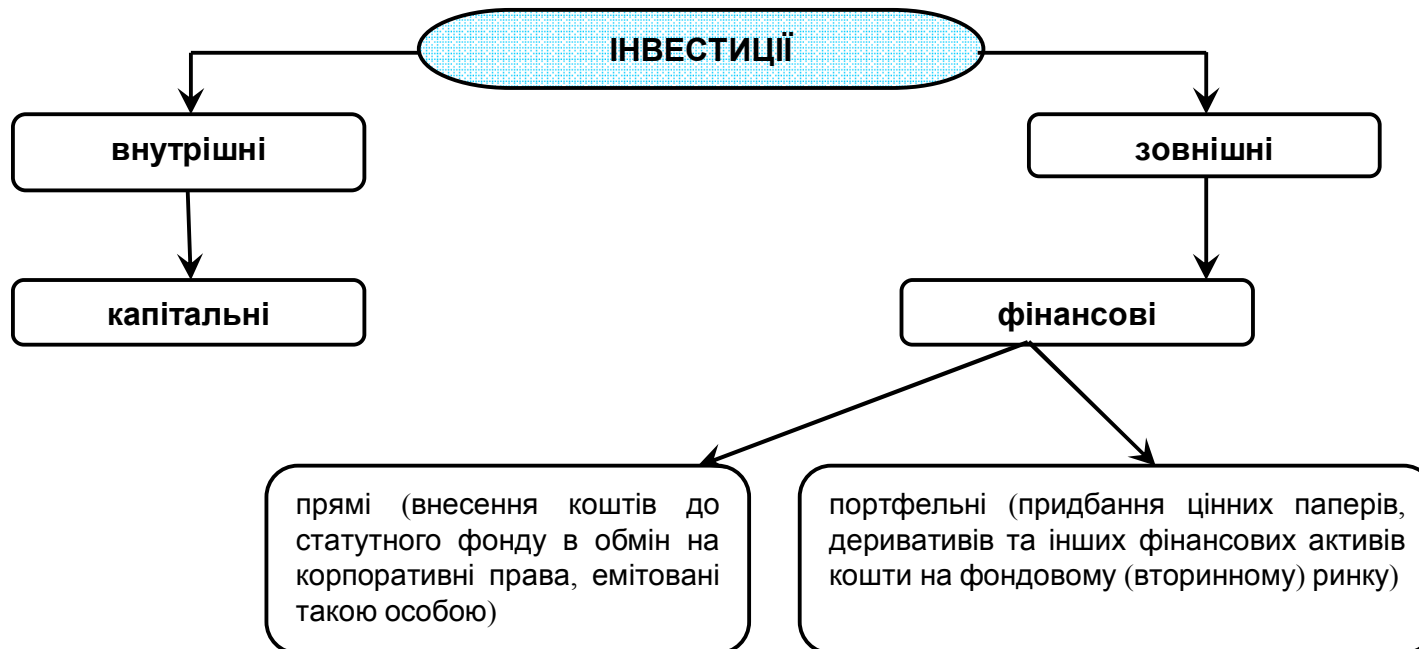 ІНВЕСТИЦІЇ
внутрішні
зовнішні
капітальні
фінансові
прямі (внесення коштів до
статутного фонду в обмін на
корпоративні права, емітовані
такою особою)
портфельні (придбання цінних паперів,
деривативів та інших фінансових активів
кошти на фондовому (вторинному) ринку)